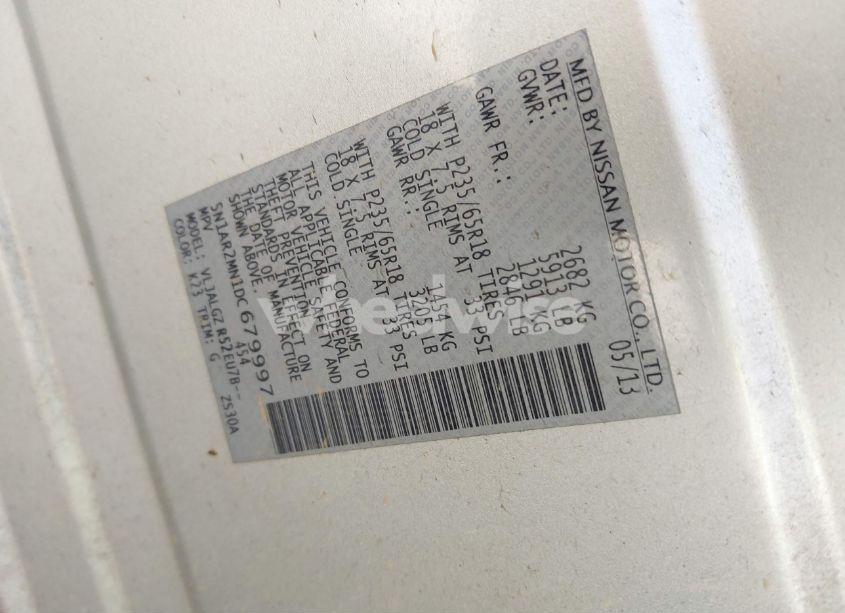 MFD BY NISSAN MOTOR CO., LTD.
DATE: 05/13
GVWR: 2682 KG
5913 LB
GAWR FR.: 1291 KG
2846 LB
WITH P235/65R18 TIRES
18 X 7.5 RIMS AT 33 PSI
COLD SINGLE
GAWR RR.: 1454 KG
3205 LB
WITH P235/65R18 TIRES
18 X 7.5 RIMS AT 33 PSI
COLD SINGLE
THIS VEHICLE CONFORMS TO
ALL APPLICABLE FEDERAL
MOTOR VEHICLE SAFETY AND
THEFT PREVENTION
STANDARDS IN EFFECT ON
THE DATE OF MANUFACTURE
SHOWN ABOVE.
5N1AR2MN1DC679997
MPV 454
MODEL: VLJALGZ R52EU7B--
COLOR: K23 TRIM: G ZS30A
wheelwise